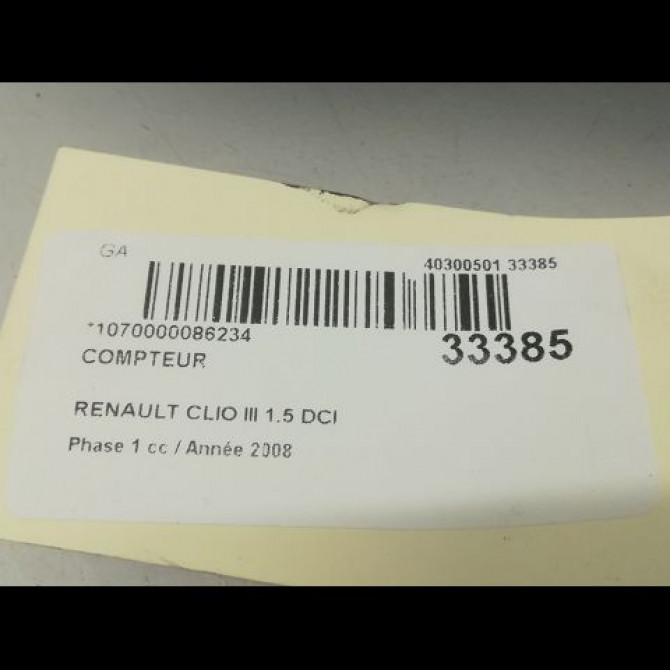 GA
40300501 33385
*1070000086234
33385
COMPTEUR
RENAULT CLIO III 1.5 DCI
Phase 1 cc / Année 2008